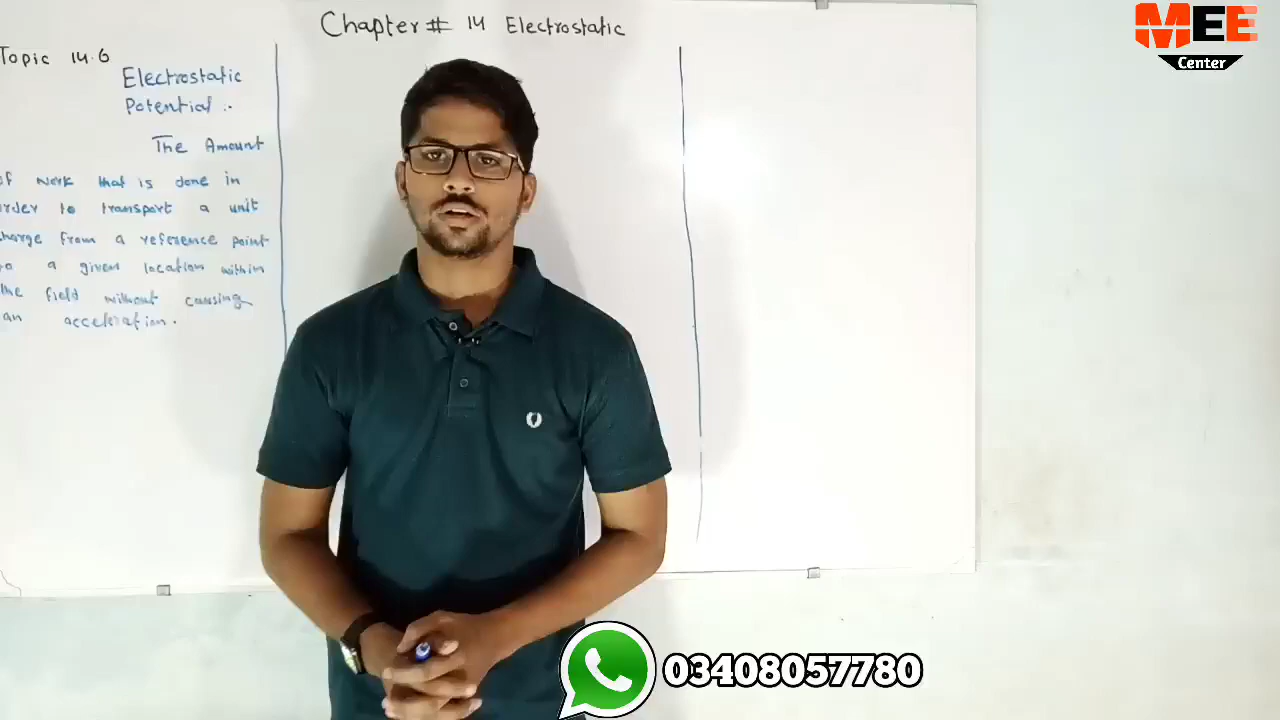 Chapter # 14 Electrostatic
Topic 14.6
Electrostatic
Potential :-
The Amount
of work that is done in
order to transport a unit
charge from a reference point
to a given location within
the field without causing
an acceleration.
MEE
Center
03408057780